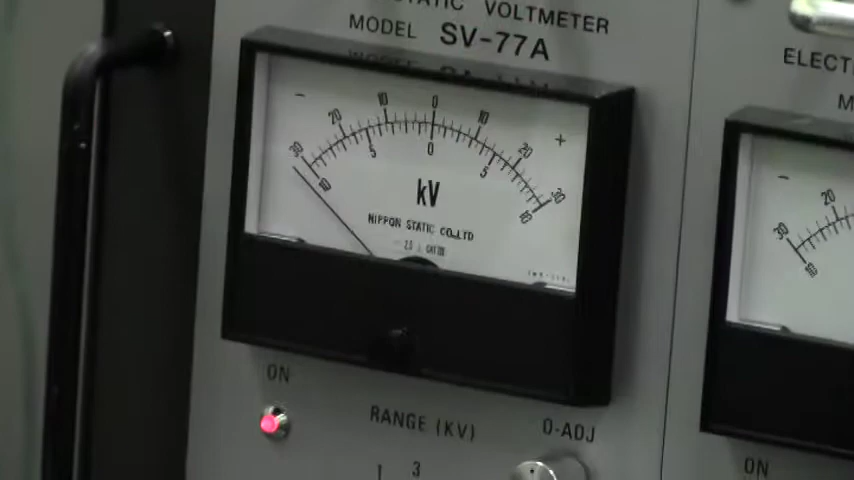 STATIC VOLTMETER
MODEL SV-77A
− +
30 20 10 0 10 20 30
10 5 0 5 10
kV
NIPPON STATIC CO.,LTD
ON
RANGE (KV)
0-ADJ
3
ELECT
M
−
30 20
10
ON